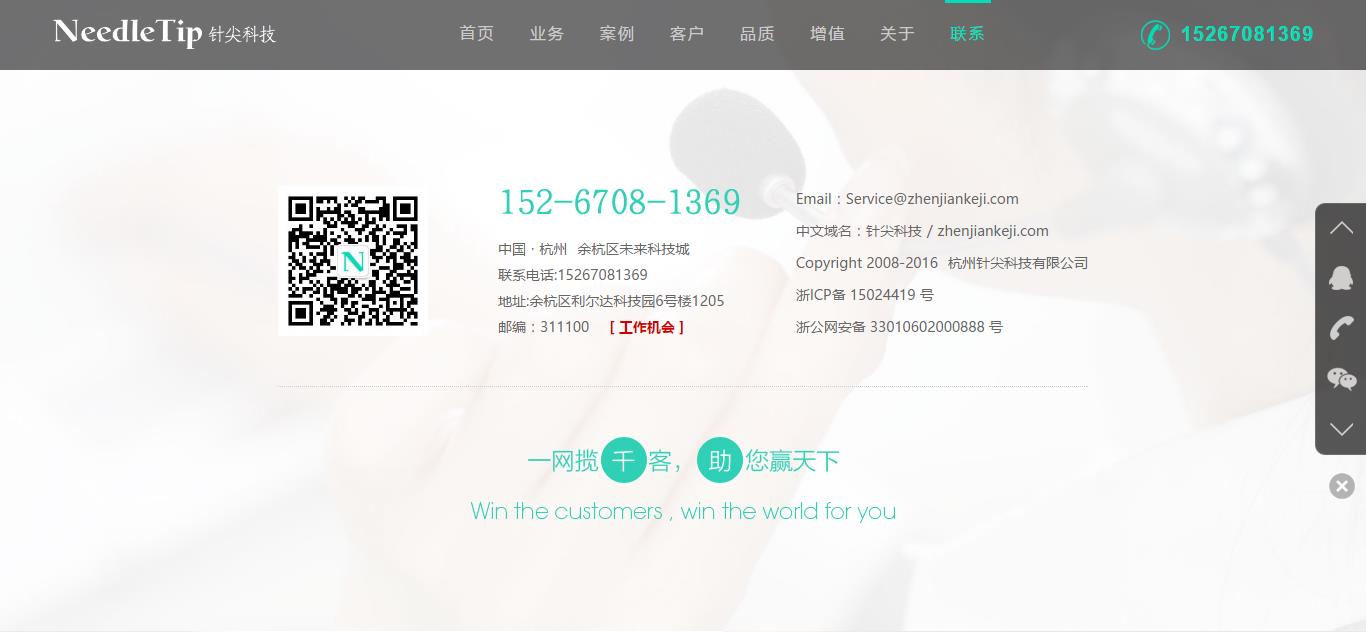 NeedleTip 针尖科技
首页 业务 案例 客户 品质 增值 关于 联系
15267081369
N
152-6708-1369
中国 · 杭州 余杭区未来科技城
联系电话:15267081369
地址:余杭区利尔达科技园6号楼1205
邮编：311100 [ 工作机会 ]
Email：Service@zhenjiankeji.com
中文域名：针尖科技 / zhenjiankeji.com
Copyright 2008-2016 杭州针尖科技有限公司
浙ICP备 15024419 号
浙公网安备 33010602000888 号
一网揽千客，助您赢天下
Win the customers , win the world for you